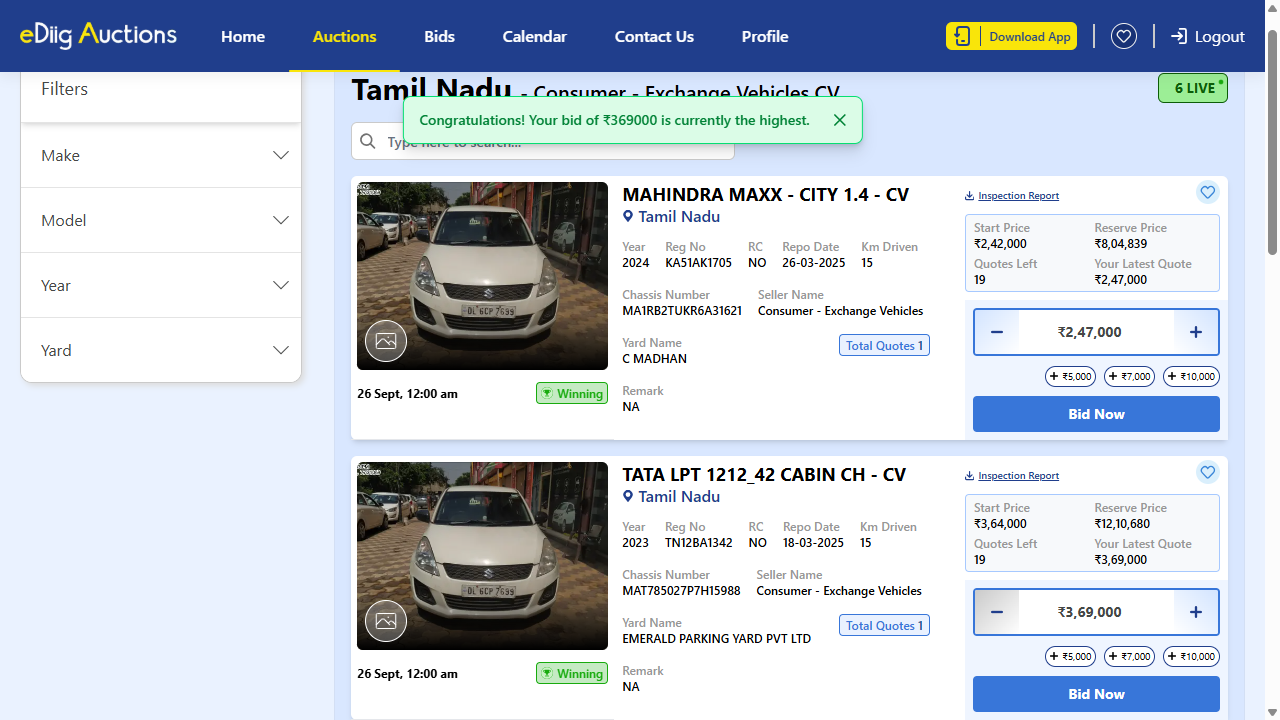 eDiig Auctions
Home
Auctions
Bids
Calendar
Contact Us
Profile
Download App
Logout
Filters
Make
Model
Year
Yard
Tamil Nadu - Consumer - Exchange Vehicles CV
6 LIVE
Congratulations! Your bid of ₹369000 is currently the highest.
Type here to search...
MAHINDRA MAXX - CITY 1.4 - CV
Tamil Nadu
Year Reg No RC Repo Date Km Driven
2024 KA51AK1705 NO 26-03-2025 15
Chassis Number Seller Name
MA1RB2TUKR6A31621 Consumer - Exchange Vehicles
Yard Name
C MADHAN
Total Quotes 1
Remark
NA
DL 6CP 7699
26 Sept, 12:00 am
Winning
Inspection Report
Start Price Reserve Price
₹2,42,000 ₹8,04,839
Quotes Left Your Latest Quote
19 ₹2,47,000
₹2,47,000
+ ₹5,000 + ₹7,000 + ₹10,000
Bid Now
TATA LPT 1212_42 CABIN CH - CV
Tamil Nadu
Year Reg No RC Repo Date Km Driven
2023 TN12BA1342 NO 18-03-2025 15
Chassis Number Seller Name
MAT785027P7H15988 Consumer - Exchange Vehicles
Yard Name
EMERALD PARKING YARD PVT LTD
Total Quotes 1
Remark
NA
DL 6CP 7699
26 Sept, 12:00 am
Winning
Inspection Report
Start Price Reserve Price
₹3,64,000 ₹12,10,680
Quotes Left Your Latest Quote
19 ₹3,69,000
₹3,69,000
+ ₹5,000 + ₹7,000 + ₹10,000
Bid Now